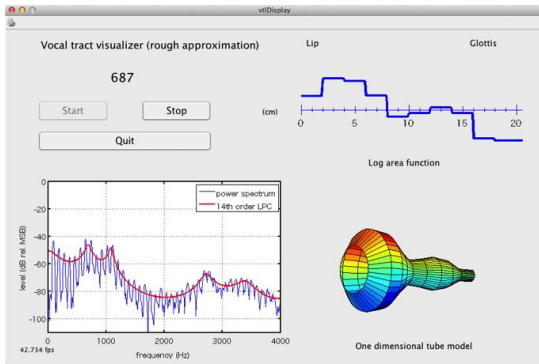 vtlDisplay
Vocal tract visualizer (rough approximation)
687
Start
Stop
Quit
Lip
Glottis
(cm)
0 5 10 15 20
Log area function
power spectrum
14th order LPC
level (dB rel. MSB)
0
-20
-40
-60
-80
-100
0 1000 2000 3000 4000
frequency (Hz)
42.734 fps
One dimensional tube model